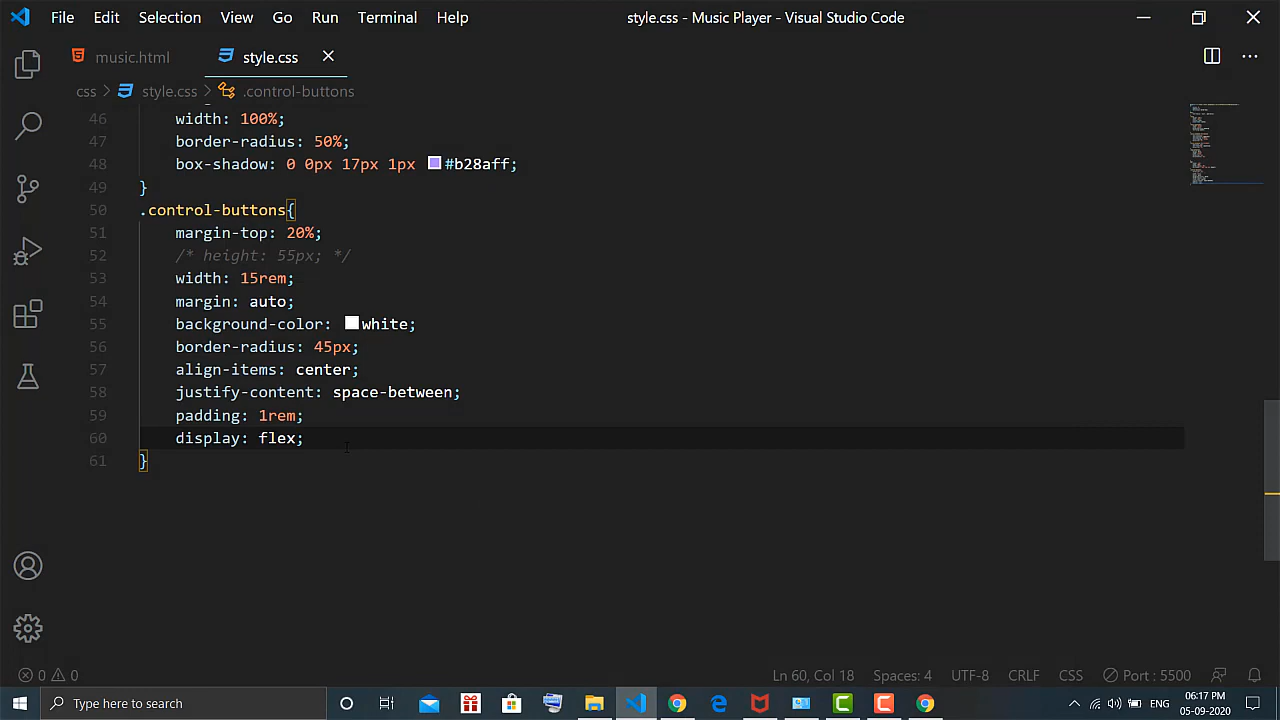 File Edit Selection View Go Run Terminal Help style.css - Music Player - Visual Studio Code
music.html style.css
css > style.css > .control-buttons
46 width: 100%;
47 border-radius: 50%;
48 box-shadow: 0 0px 17px 1px #b28aff;
49 }
50 .control-buttons{
51 margin-top: 20%;
52 /* height: 55px; */
53 width: 15rem;
54 margin: auto;
55 background-color: white;
56 border-radius: 45px;
57 align-items: center;
58 justify-content: space-between;
59 padding: 1rem;
60 display: flex;
61 }
0 0 Ln 60, Col 18 Spaces: 4 UTF-8 CRLF CSS Port : 5500
Type here to search ENG 06:17 PM
05-09-2020